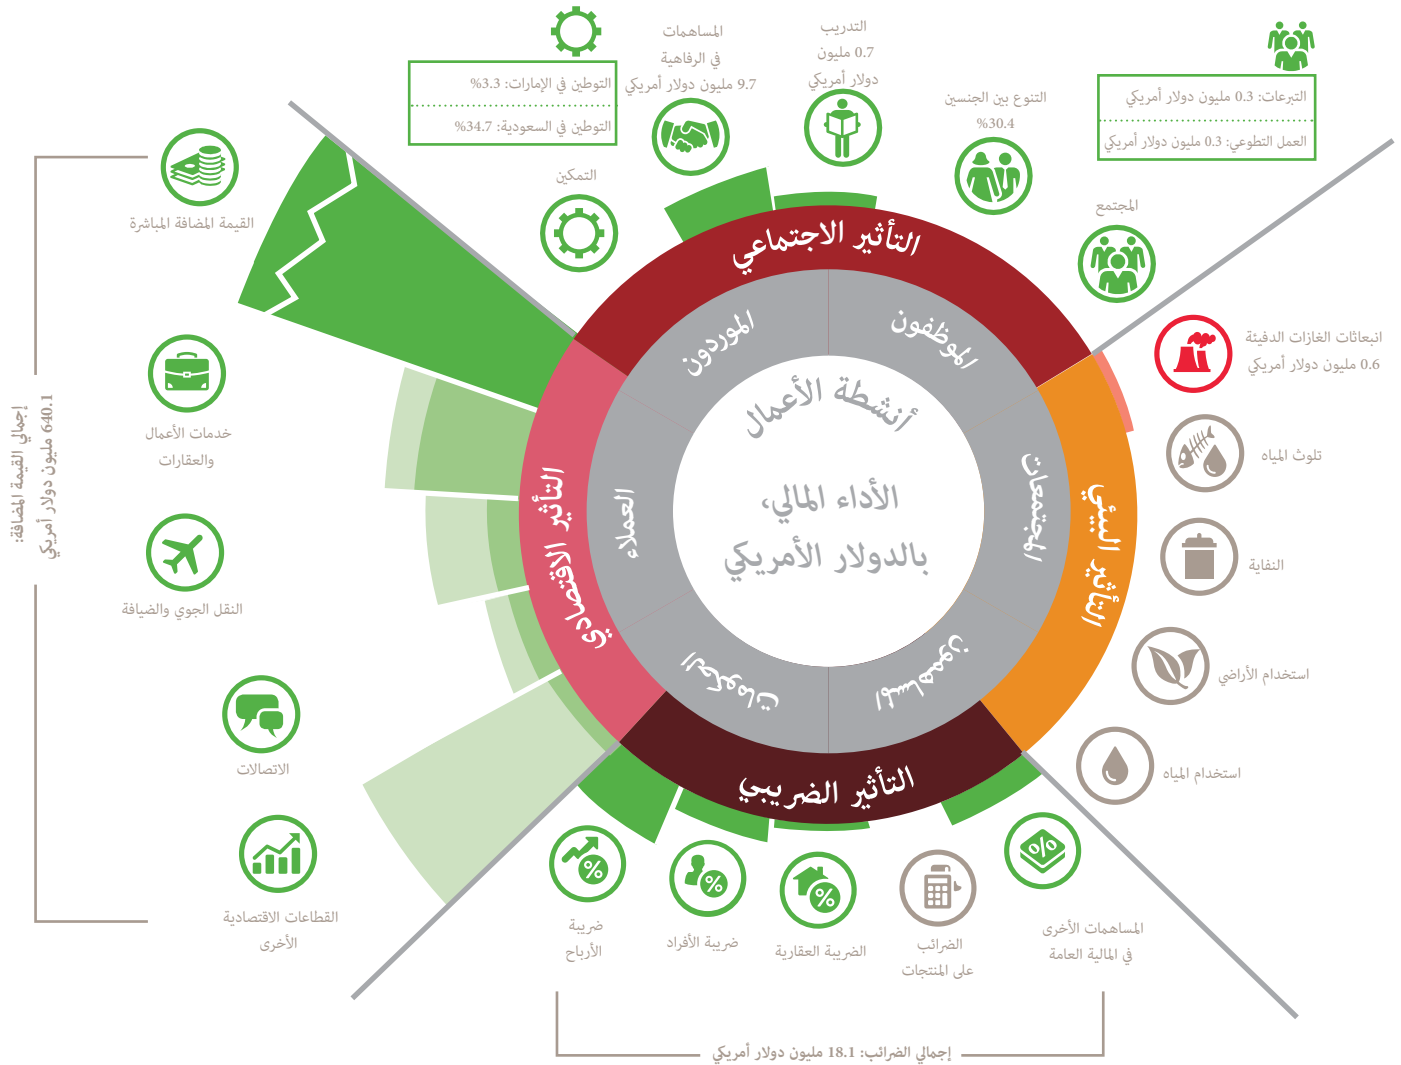 التوطين في الإمارات: 3.3%
التوطين في السعودية: 34.7%
المساهمات
في الرفاهية
9.7 مليون دولار أمريكي
التدريب
0.7 مليون
دولار أمريكي
التنوع بين الجنسين
30.4%
التبرعات: 0.3 مليون دولار أمريكي
العمل التطوعي: 0.3 مليون دولار أمريكي
التمكين
المجتمع
القيمة المضافة المباشرة
خدمات الأعمال
والعقارات
النقل الجوي والضيافة
الاتصالات
القطاعات الاقتصادية
الأخرى
إجمالي القيمة المضافة:
640.1 مليون دولار أمريكي
التأثير الاجتماعي
التأثير البيئي
التأثير الضريبي
التأثير الاقتصادي
الموظفون
المجتمعات
المساهمون
الحكومات
العملاء
الموردون
أنشطة الأعمال
الأداء المالي،
بالدولار الأمريكي
انبعاثات الغازات الدفيئة
0.6 مليون دولار أمريكي
تلوث المياه
النفاية
استخدام الأراضي
استخدام المياه
المساهمات الأخرى
في المالية العامة
الضرائب
على المنتجات
الضريبة العقارية
ضريبة الأفراد
ضريبة
الأرباح
إجمالي الضرائب: 18.1 مليون دولار أمريكي